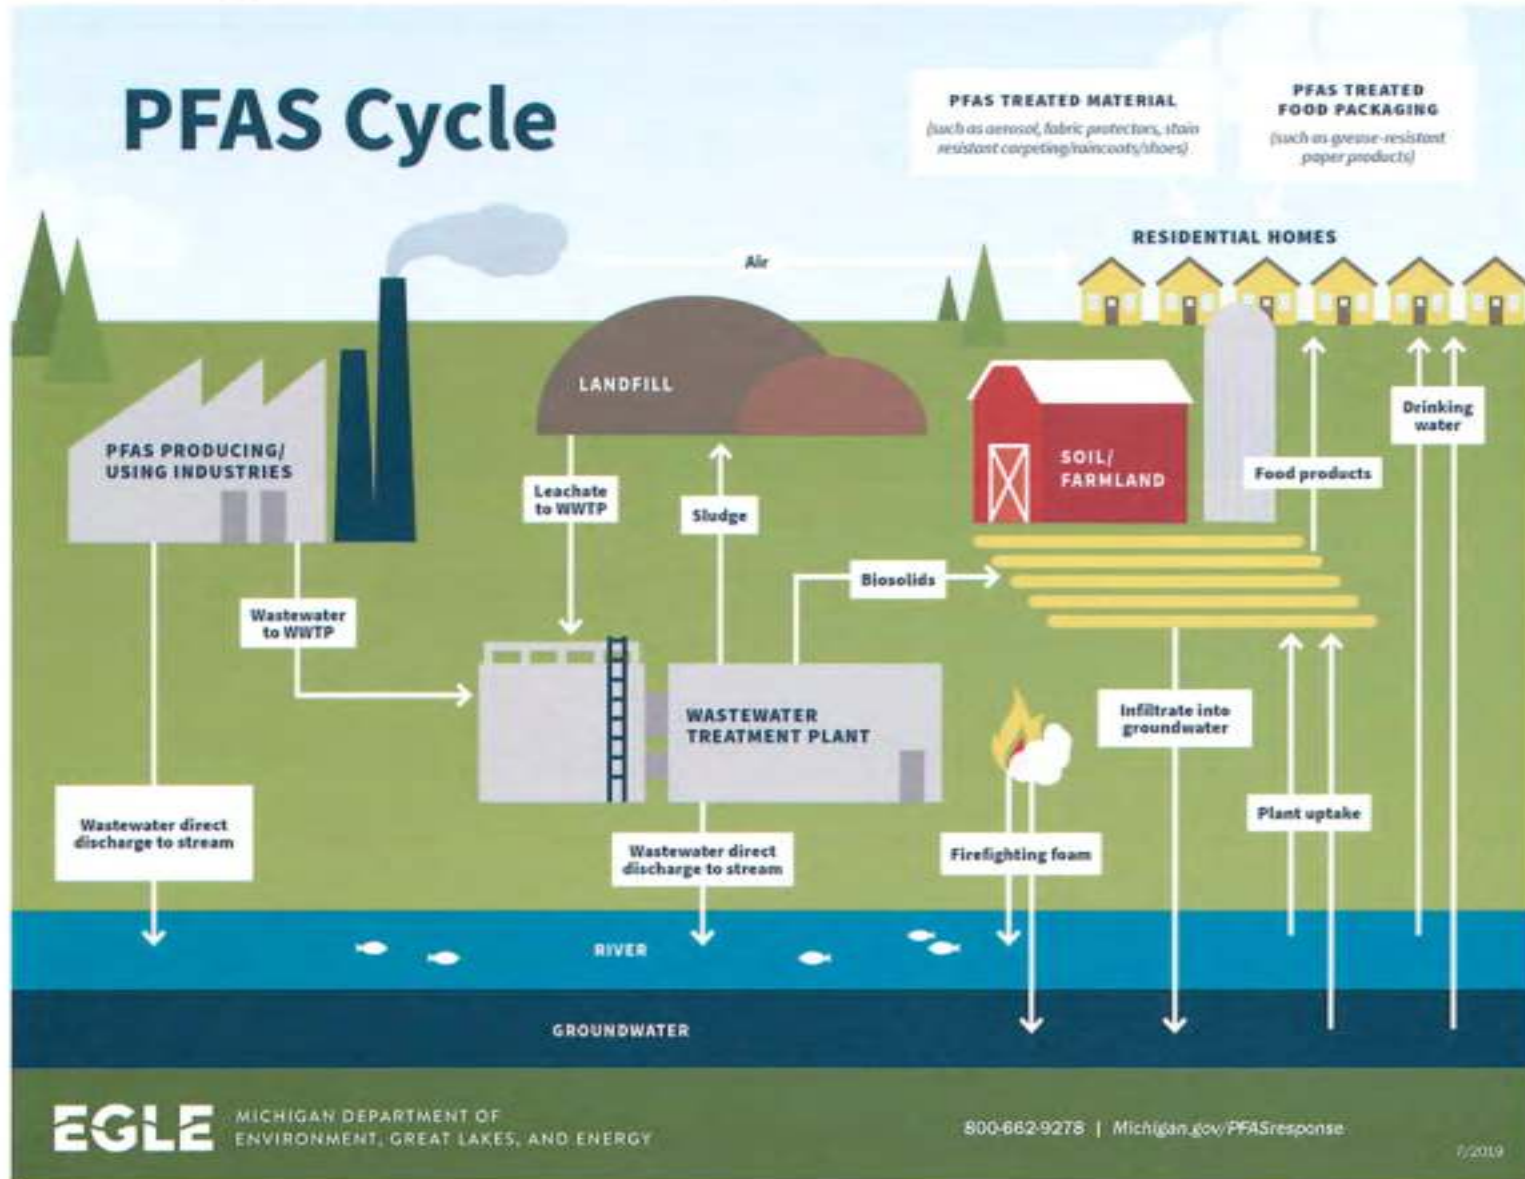 PFAS Cycle
PFAS TREATED MATERIAL
(such as aerosol, fabric protectors, stain
resistant carpeting/raincoats/shoes)
PFAS TREATED
FOOD PACKAGING
(such as grease-resistant
paper products)
RESIDENTIAL HOMES
Air
LANDFILL
PFAS PRODUCING/
USING INDUSTRIES
SOIL/
FARMLAND
Drinking
water
Food products
Leachate
to WWTP
Sludge
Biosolids
Wastewater
to WWTP
WASTEWATER
TREATMENT PLANT
Infiltrate into
groundwater
Plant uptake
Wastewater direct
discharge to stream
Wastewater direct
discharge to stream
Firefighting foam
RIVER
GROUNDWATER
EGLE
MICHIGAN DEPARTMENT OF
ENVIRONMENT, GREAT LAKES, AND ENERGY
800-662-9278 | Michigan.gov/PFASresponse
7/2019